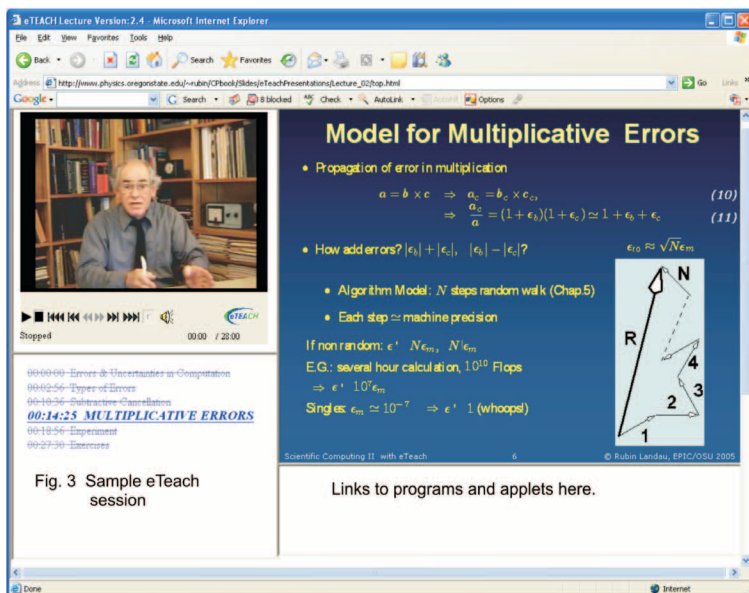 eTEACH Lecture Version:2.4 - Microsoft Internet Explorer
File Edit View Favorites Tools Help
Back Search Favorites
Address http://www.physics.oregonstate.edu/~rubin/CPbook/Slides/eTeachPresentations/Lecture_02/top.html Go Links »
Google Search 8 blocked Check AutoLink Options
eTEACH
Stopped 00:00 / 28:00
00:00:00 Errors & Uncertainties in Computation
00:02:56 Types of Errors
00:10:36 Subtractive Cancellation
00:14:25 MULTIPLICATIVE ERRORS
00:18:56 Experiment
00:27:30 Exercises
Fig. 3 Sample eTeach
session
Model for Multiplicative Errors
• Propagation of error in multiplication
a = b × c ⇒ a_c = b_c × c_c, (10)
⇒ a_c/a = (1 + ϵ_b)(1 + ϵ_c) ≃ 1 + ϵ_b + ϵ_c (11)
• How add errors? |ϵ_b| + |ϵ_c|, |ϵ_b| − |ϵ_c|? ϵ_ro ≈ √N ϵ_m
• Algorithm Model: N steps random walk (Chap.5)
• Each step ≃ machine precision
If non random: ϵ ' N ϵ_m, N! ϵ_m
E.G.: several hour calculation, 10^10 Flops
⇒ ϵ ' 10^7 ϵ_m
Singles: ϵ_m ≃ 10^−7 ⇒ ϵ ' 1 (whoops!)
N
R
4
3
2
1
Scientific Computing II with eTeach 6 © Rubin Landau, EPIC/OSU 2005
Links to programs and applets here.
Done Internet